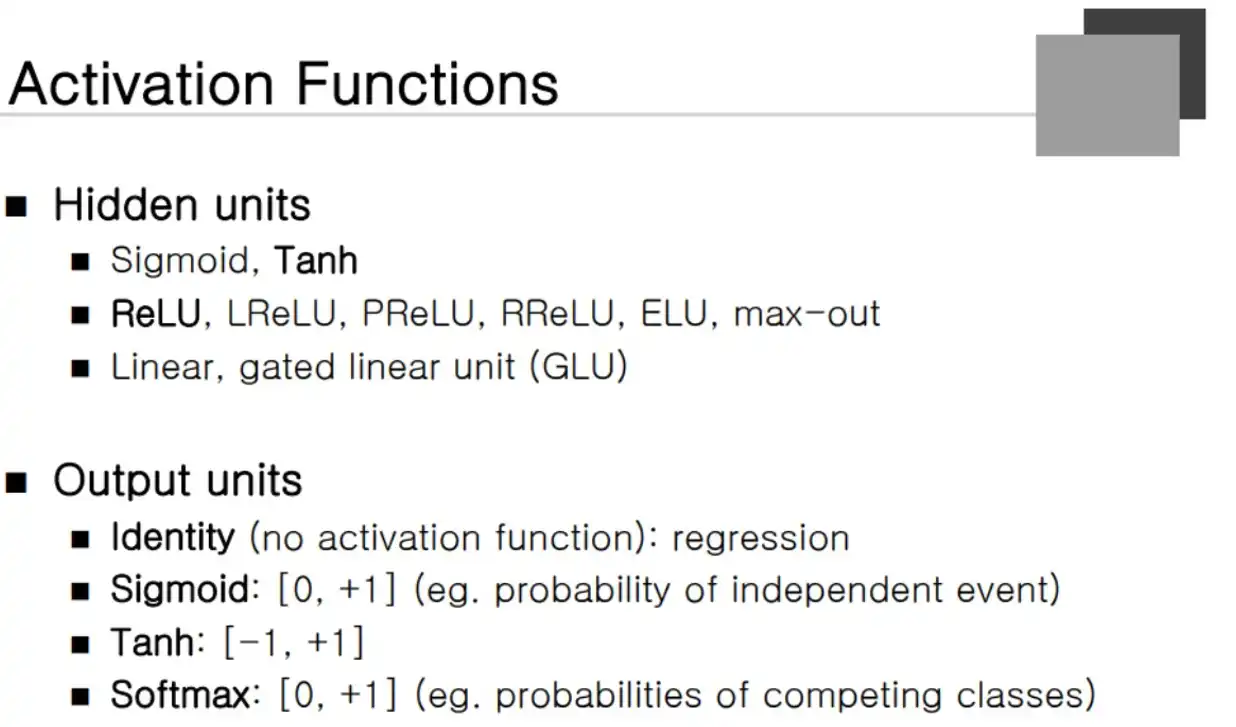 Activation Functions
■ Hidden units
■ Sigmoid, Tanh
■ ReLU, LReLU, PReLU, RReLU, ELU, max-out
■ Linear, gated linear unit (GLU)
■ Output units
■ Identity (no activation function): regression
■ Sigmoid: [0, +1] (eg. probability of independent event)
■ Tanh: [-1, +1]
■ Softmax: [0, +1] (eg. probabilities of competing classes)